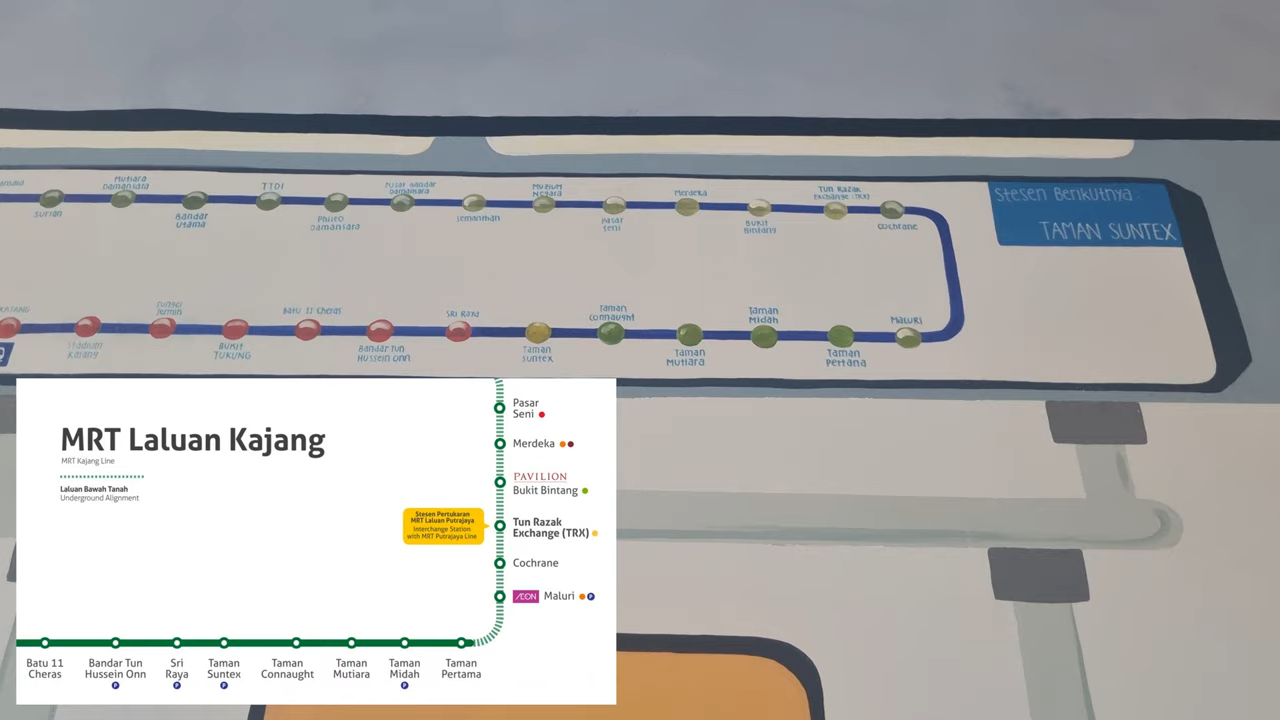 Surian
Mutiara
Damansara
Bandar
Utama
TTDI
Phileo
Damansara
Pusat Bandar
Damansara
Semantan
Muzium
Negara
Pasar
Seni
Merdeka
Bukit
Bintang
Tun Razak
Exchange (TRX)
Cochrane
Stesen Berikutnya:
TAMAN SUNTEX
Stadium
Kajang
Sungai
Jernih
Bukit
TUKUNG
Batu 11 Cheras
Bandar Tun
Hussein Onn
SRI RAYA
Taman
Suntex
Taman
Connaught
Taman
Mutiara
Taman
Midah
Taman
Pertana
MALURI
MRT Laluan Kajang
MRT Kajang Line
Laluan Bawah Tanah
Underground Alignment
Pasar
Seni
Merdeka
PAVILION
Bukit Bintang
Stesen Pertukaran
MRT Laluan Putrajaya
Interchange Station
with MRT Putrajaya Line
Tun Razak
Exchange (TRX)
Cochrane
ÆON Maluri P
Batu 11
Cheras
Bandar Tun
Hussein Onn
P
Sri
Raya
P
Taman
Suntex
P
Taman
Connaught
Taman
Mutiara
Taman
Midah
P
Taman
Pertama